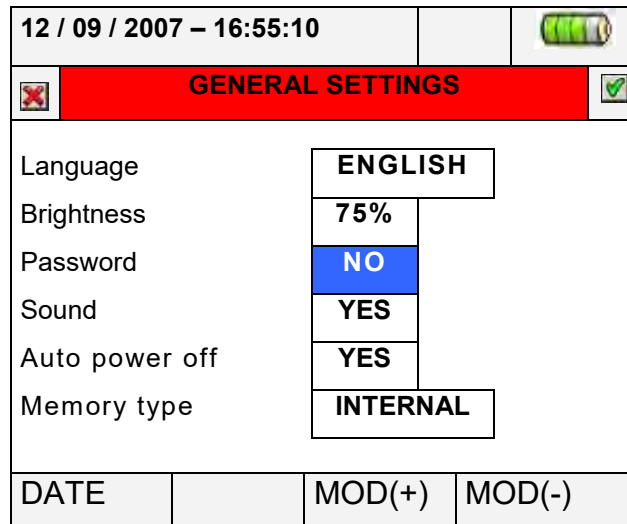 12 / 09 / 2007 – 16:55:10
GENERAL SETTINGS
Language ENGLISH
Brightness 75%
Password NO
Sound YES
Auto power off YES
Memory type INTERNAL
DATE MOD(+) MOD(-)